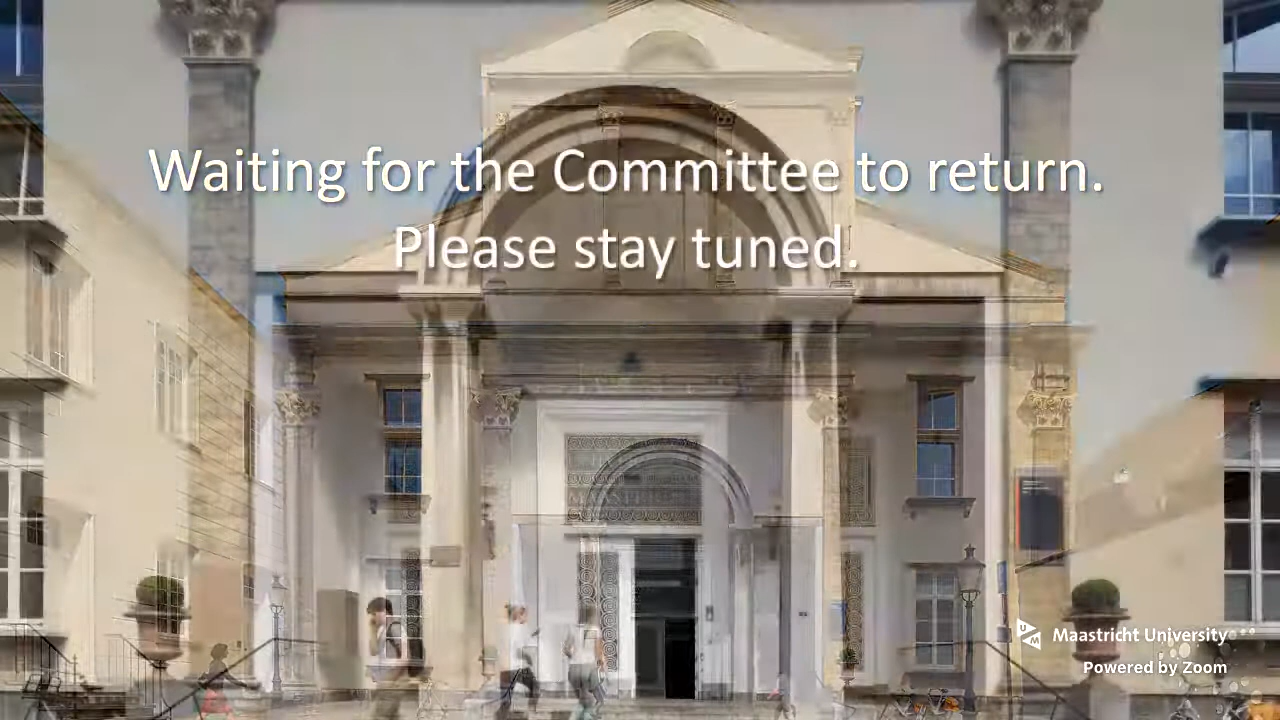 Waiting for the Committee to return.
Please stay tuned.
Maastricht University
Powered by Zoom